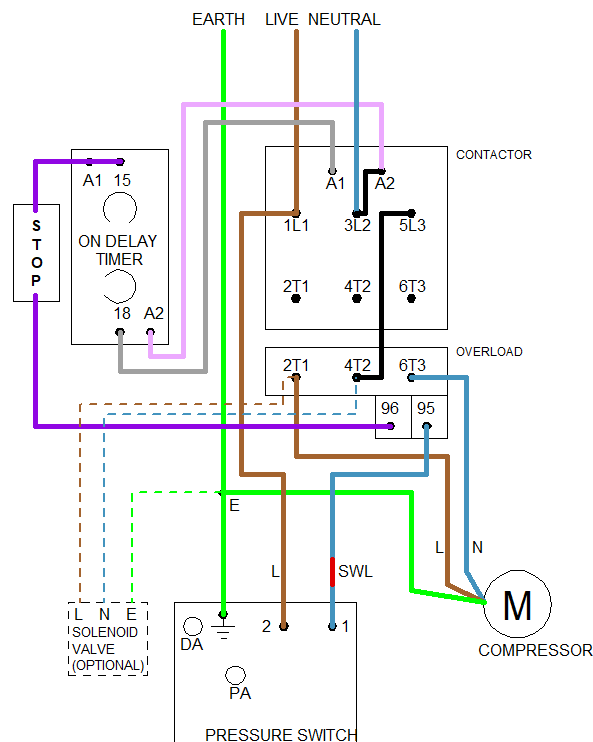 EARTH LIVE NEUTRAL
CONTACTOR
A1 15
A1 A2
STOP
1L1 3L2 5L3
ON DELAY
TIMER
2T1 4T2 6T3
18 A2
OVERLOAD
2T1 4T2 6T3
96 95
E
L N
L SWL
L N E
SOLENOID
VALVE
(OPTIONAL)
DA
2 1
M
COMPRESSOR
PA
PRESSURE SWITCH